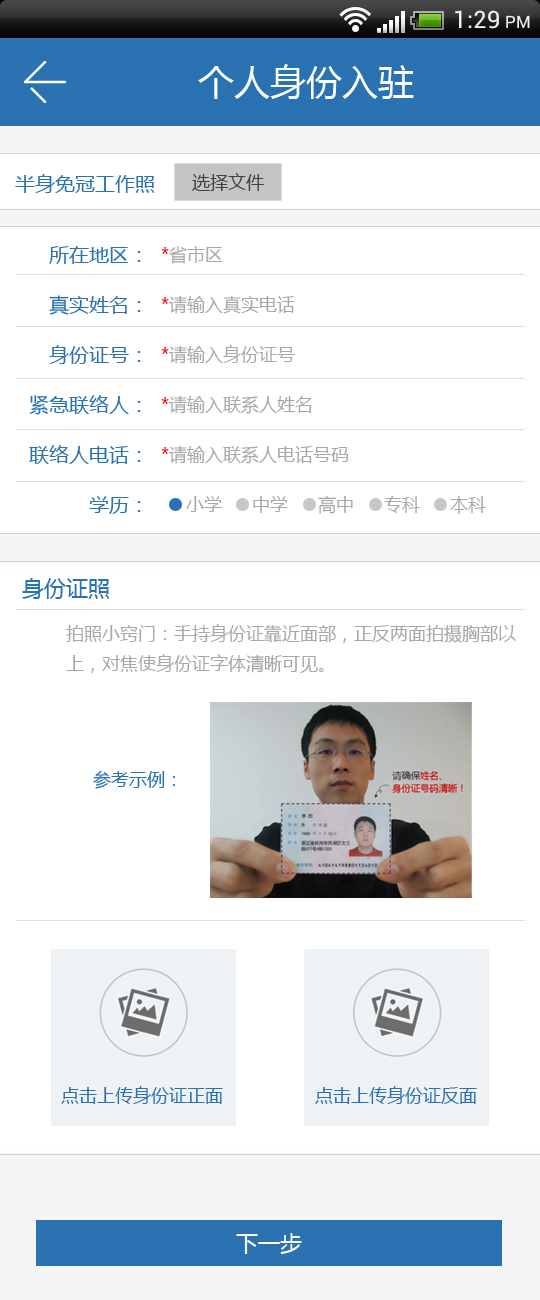 1:29 PM
个人身份入驻
半身免冠工作照 选择文件
所在地区： *省市区
真实姓名： *请输入真实电话
身份证号： *请输入身份证号
紧急联络人： *请输入联系人姓名
联络人电话： *请输入联系人电话号码
学历： 小学 中学 高中 专科 本科
身份证照
拍照小窍门：手持身份证靠近面部，正反两面拍摄胸部以
上，对焦使身份证字体清晰可见。
参考示例：
请确保姓名、
身份证号码清晰！
点击上传身份证正面 点击上传身份证反面
下一步